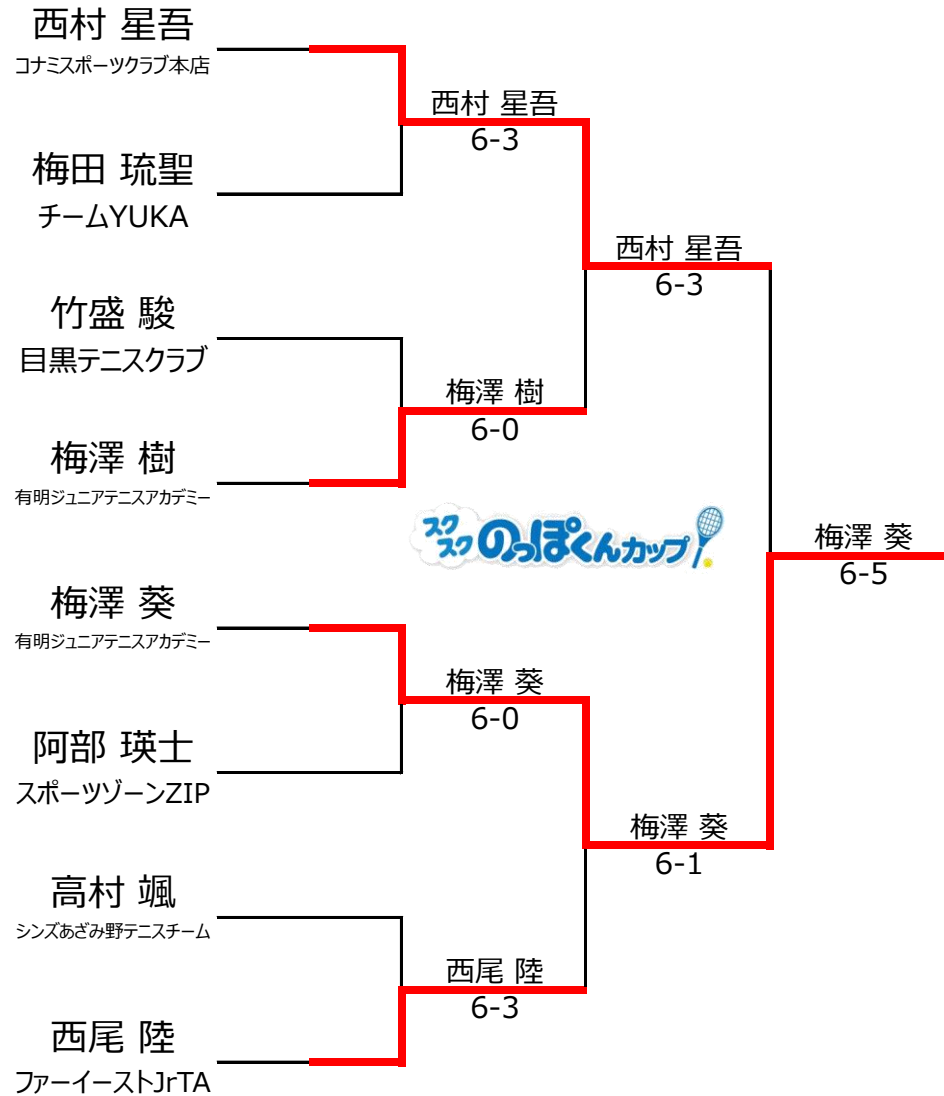 西村 星吾
コナミスポーツクラブ本店
梅田 琉聖
チームYUKA
竹盛 駿
目黒テニスクラブ
梅澤 樹
有明ジュニアテニスアカデミー
梅澤 葵
有明ジュニアテニスアカデミー
阿部 瑛士
スポーツゾーンZIP
高村 颯
シンズあざみ野テニスチーム
西尾 陸
ファーイーストJrTA
西村 星吾
6-3
梅澤 樹
6-0
梅澤 葵
6-0
西尾 陸
6-3
西村 星吾
6-3
梅澤 葵
6-1
梅澤 葵
6-5
スクスクのっぽくんカップ